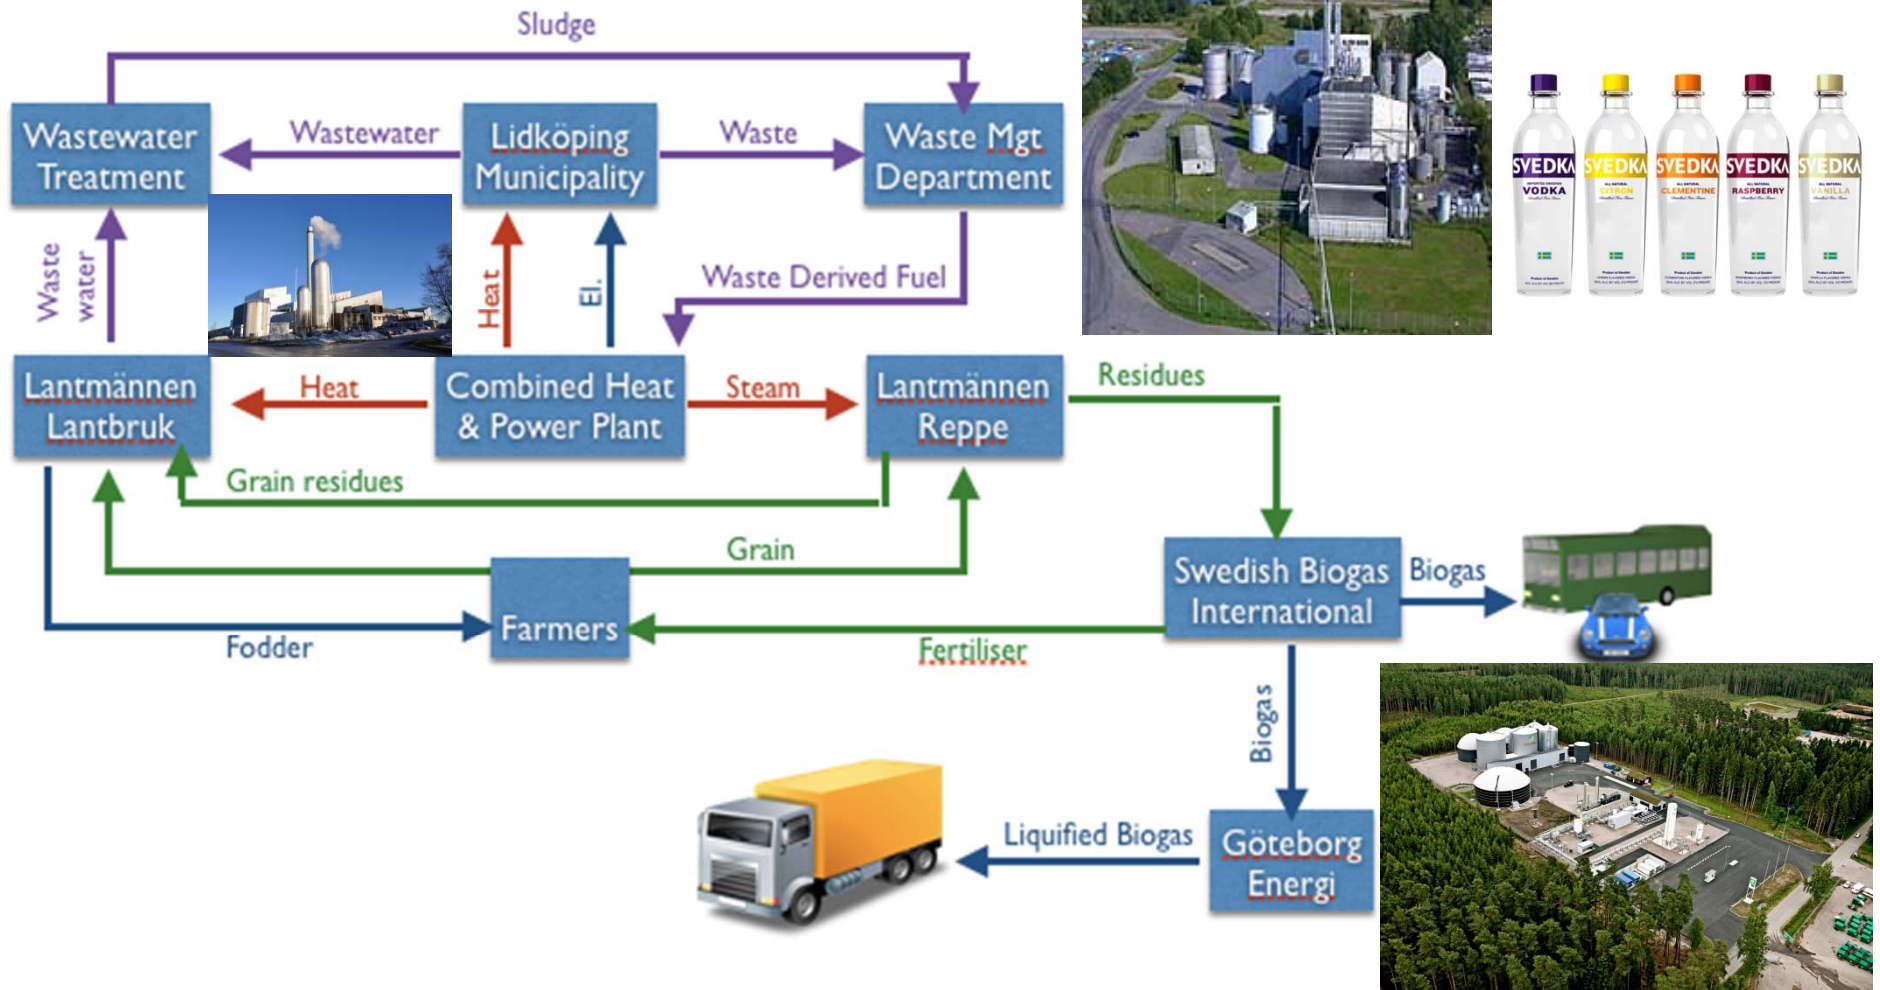 Sludge
Wastewater
Treatment
Wastewater
Lidköping
Municipality
Waste
Waste Mgt
Department
Waste
water
Heat
El.
Waste Derived Fuel
Lantmännen
Lantbruk
Heat
Combined Heat
& Power Plant
Steam
Lantmännen
Reppe
Residues
Grain residues
Grain
Farmers
Fodder
Fertiliser
Swedish Biogas
International
Biogas
Biogas
Liquified Biogas
Göteborg
Energi
SVEDKA
VODKA
SVEDKA
CITRON
SVEDKA
CLEMENTINE
SVEDKA
RASPBERRY
SVEDKA
VANILLA